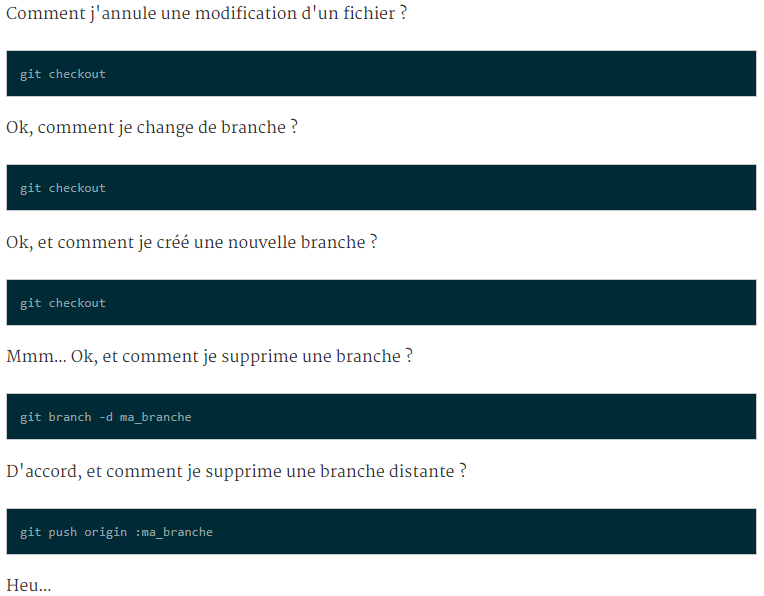 Comment j'annule une modification d'un fichier ?
git checkout
Ok, comment je change de branche ?
git checkout
Ok, et comment je créé une nouvelle branche ?
git checkout
Mmm... Ok, et comment je supprime une branche ?
git branch -d ma_branche
D'accord, et comment je supprime une branche distante ?
git push origin :ma_branche
Heu...